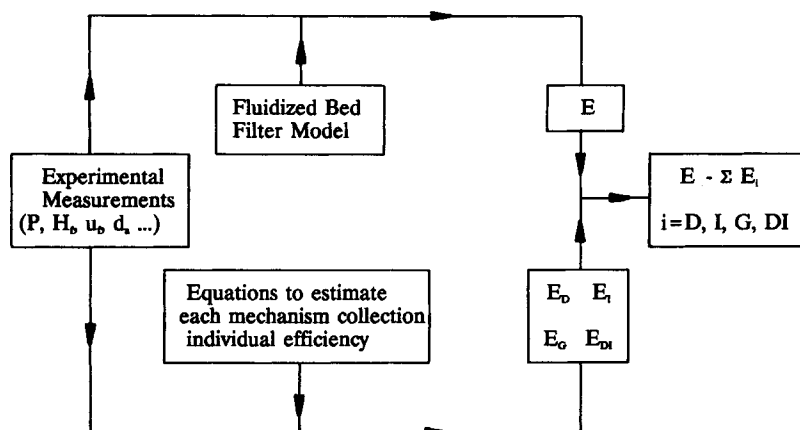 Fluidized Bed
Filter Model
E
Experimental
Measurements
(P, H_b, u_b, d_a ...)
E - Σ E_i
i=D, I, G, DI
Equations to estimate
each mechanism collection
individual efficiency
E_D E_I
E_G E_DI